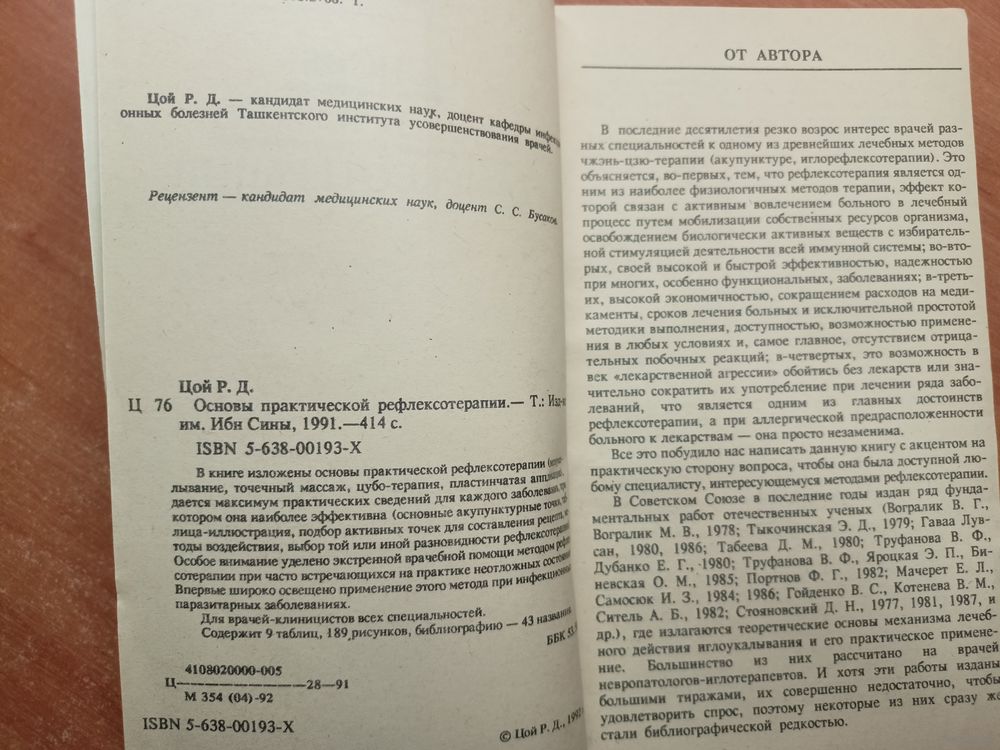 Цой Р. Д. — кандидат медицинских наук, доцент кафедры
онных болезней Ташкентского института усовершенствования врачей.
Рецензент — кандидат медицинских наук, доцент С. С.
Цой Р. Д.
Ц 76 Основы практической рефлексотерапии.— Т.:
им. Ибн Сины, 1991.—414 с.
ISBN 5-638-00193-X
В книге изложены основы практической рефлексотерапии
лывание, точечный массаж, цубо-терапия, пластинчатая
дается максимум практических сведений для каждого заболевания,
котором она наиболее эффективна (основные акупунктурные точки,
лица-иллюстрация, подбор активных точек для составления рецепта,
тоды воздействия, выбор той или иной разновидности рефлексотерапии
Особое внимание уделено экстренной врачебной помощи методом
сотерапии при часто встречающихся на практике неотложных
Впервые широко освещено применение этого метода при
паразитарных заболеваниях.
Для врачей-клиницистов всех специальностей.
Содержит 9 таблиц, 189 рисунков, библиографию — 43 названия.
ББК
4108020000-005
Ц—————28—91
М 354 (04)-92
ISBN 5-638-00193-X
© Цой Р. Д.,
ОТ АВТОРА
В последние десятилетия резко возрос интерес врачей раз-
ных специальностей к одному из древнейших лечебных методов
чжэнь-цзю-терапии (акупунктуре, иглорефлексотерапии). Это
объясняется, во-первых, тем, что рефлексотерапия является од-
ним из наиболее физиологичных методов терапии, эффект ко-
торой связан с активным вовлечением больного в лечебный
процесс путем мобилизации собственных ресурсов организма,
освобождением биологически активных веществ с избиратель-
ной стимуляцией деятельности всей иммунной системы; во-вто-
рых, своей высокой и быстрой эффективностью, надежностью
при многих, особенно функциональных, заболеваниях; в-треть-
их, высокой экономичностью, сокращением расходов на меди-
каменты, сроков лечения больных и исключительной простотой
методики выполнения, доступностью, возможностью примене-
ния в любых условиях и, самое главное, отсутствием отрица-
тельных побочных реакций; в-четвертых, это возможность в
век «лекарственной агрессии» обойтись без лекарств или зна-
чительно сократить их употребление при лечении ряда забо-
леваний, что является одним из главных достоинств
рефлексотерапии, а при аллергической предрасположенности
больного к лекарствам — она просто незаменима.
Все это побудило нас написать данную книгу с акцентом на
практическую сторону вопроса, чтобы она была доступной лю-
бому специалисту, интересующемуся методами рефлексотерапии.
В Советском Союзе в последние годы издан ряд фунда-
ментальных работ отечественных ученых (Вогралик В. Г.,
Вогралик М. В., 1978; Тыкочинская Э. Д., 1979; Гаваа Лув-
сан, 1980, 1986; Табеева Д. М., 1980; Труфанова В. Ф.,
Дубанко Е. Г., 1980; Труфанова В. Ф., Яроцкая Э. П., Би-
невская О. М., 1985; Портнов Ф. Г., 1982; Мачерет Е. Л.,
Самосюк И. З., 1984; 1986; Гойденко В. С., Котенева В. М.,
Ситель А. Б., 1982; Стояновский Д. Н., 1977, 1981, 1987, и
др.), где излагаются теоретические основы механизма лечеб-
ного действия иглоукалывания и его практическое примене-
ние. Большинство из них рассчитано на врачей
невропатологов-иглотерапевтов. И хотя эти работы изданы
большими тиражами, их совершенно недостаточно, чтобы
удовлетворить спрос, поэтому некоторые из них сразу же
стали библиографической редкостью.